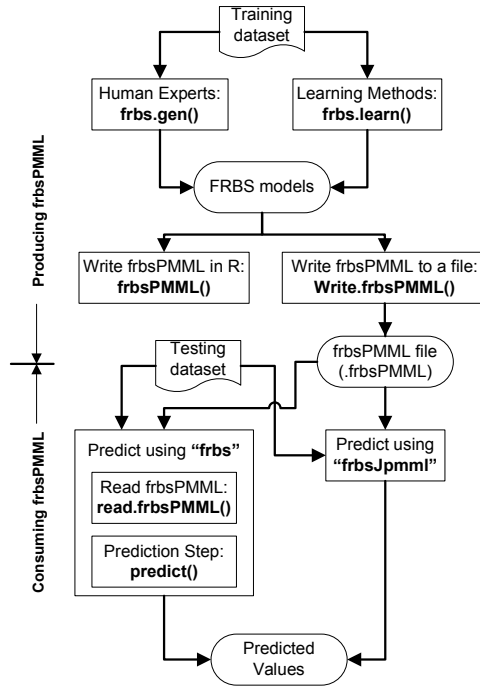 Training
dataset
Human Experts:
frbs.gen()
Learning Methods:
frbs.learn()
FRBS models
Producing frbsPMML
Write frbsPMML in R:
frbsPMML()
Write frbsPMML to a file:
Write.frbsPMML()
Testing
dataset
frbsPMML file
(.frbsPMML)
Consuming frbsPMML
Predict using “frbs”
Read frbsPMML:
read.frbsPMML()
Prediction Step:
predict()
Predict using
“frbsJpmml”
Predicted
Values